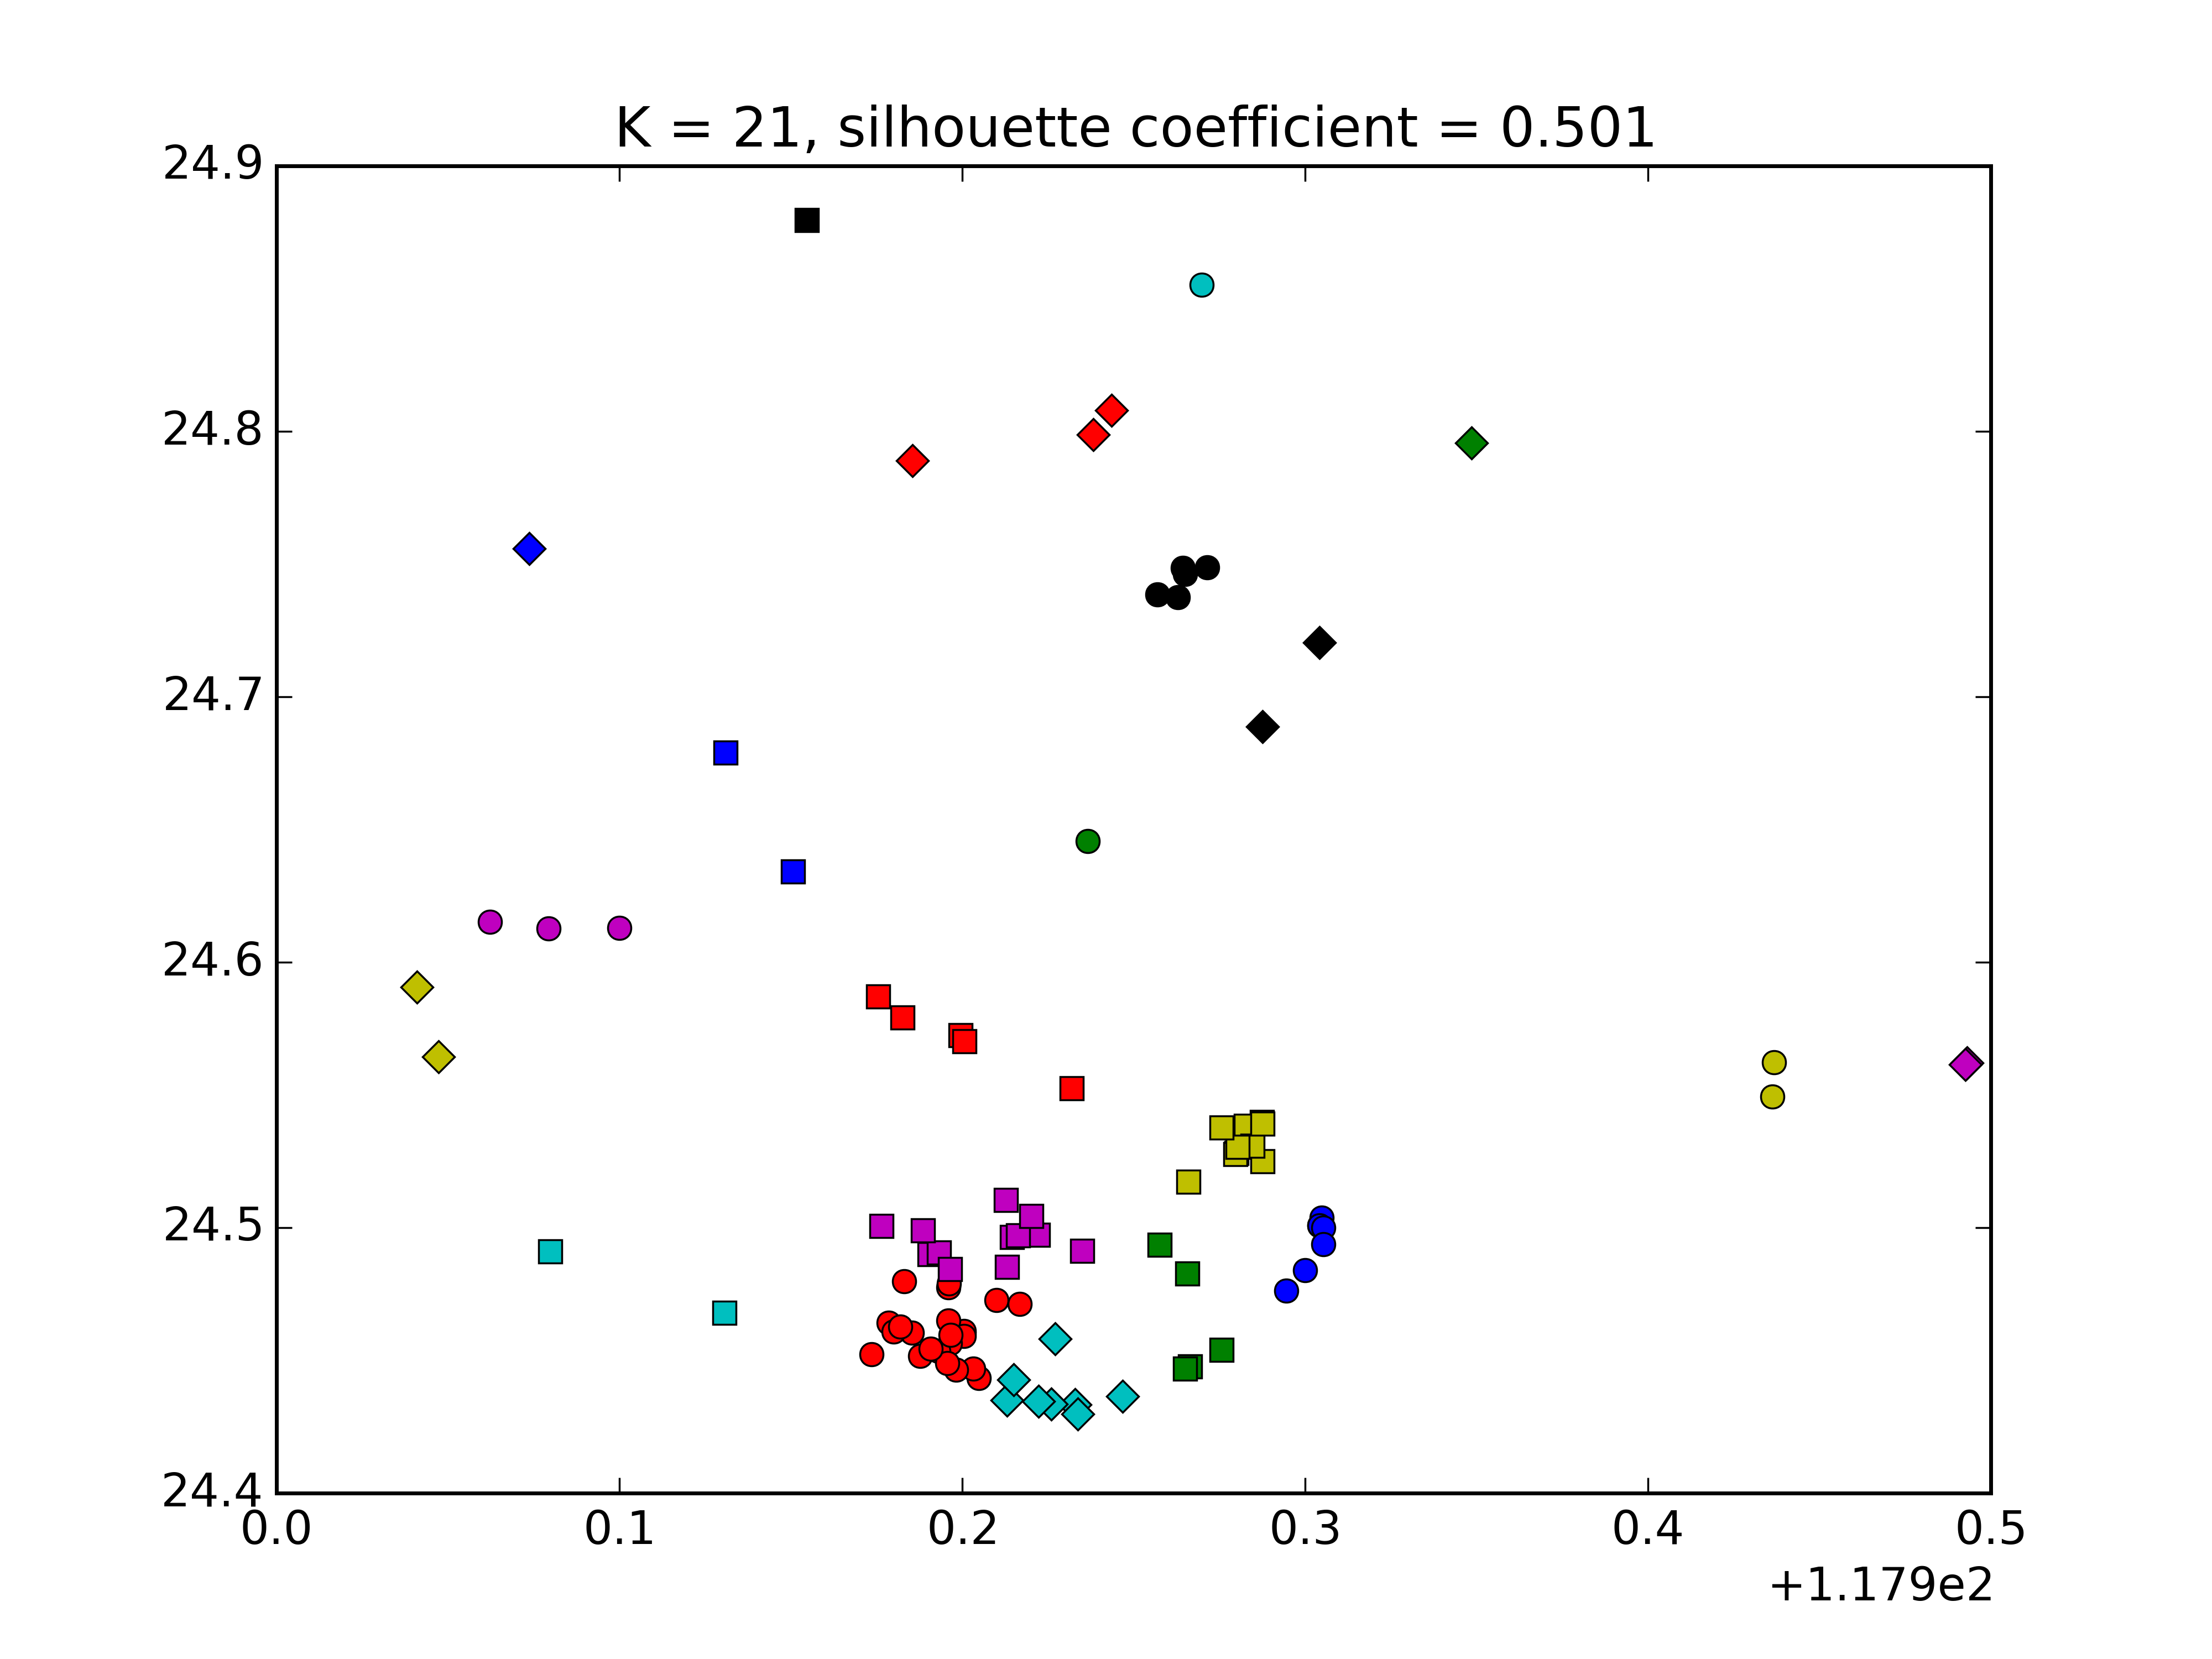 K = 21, silhouette coefficient = 0.501
24.9
24.8
24.7
24.6
24.5
24.4
0.0 0.1 0.2 0.3 0.4 0.5
+1.179e2